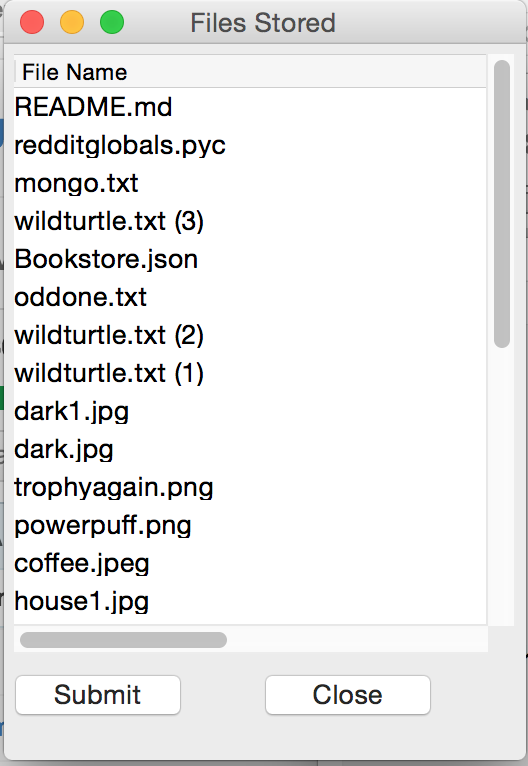 Files Stored
File Name
README.md
redditglobals.pyc
mongo.txt
wildturtle.txt (3)
Bookstore.json
oddone.txt
wildturtle.txt (2)
wildturtle.txt (1)
dark1.jpg
dark.jpg
trophyagain.png
powerpuff.png
coffee.jpeg
house1.jpg
Submit
Close